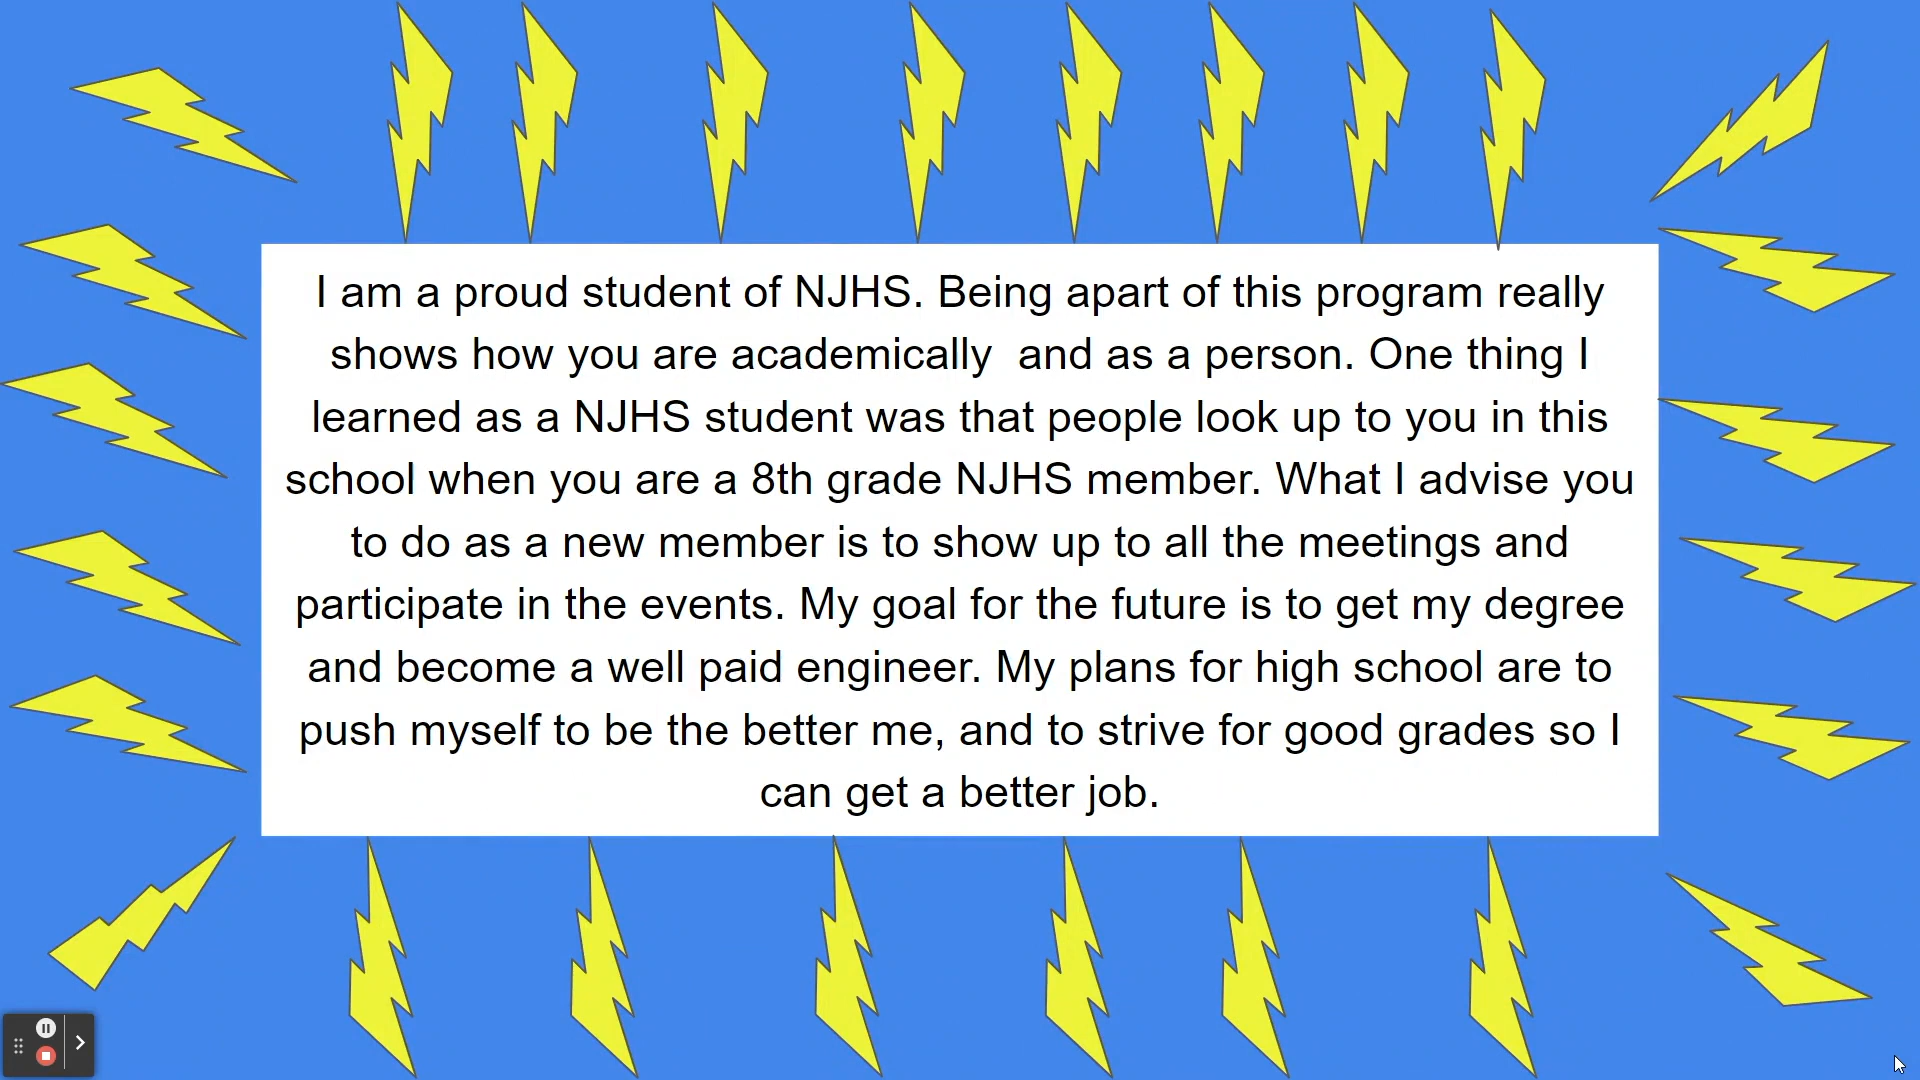 I am a proud student of NJHS. Being apart of this program really
shows how you are academically  and as a person. One thing I
learned as a NJHS student was that people look up to you in this
school when you are a 8th grade NJHS member. What I advise you
to do as a new member is to show up to all the meetings and
participate in the events. My goal for the future is to get my degree
and become a well paid engineer. My plans for high school are to
push myself to be the better me, and to strive for good grades so I
can get a better job.